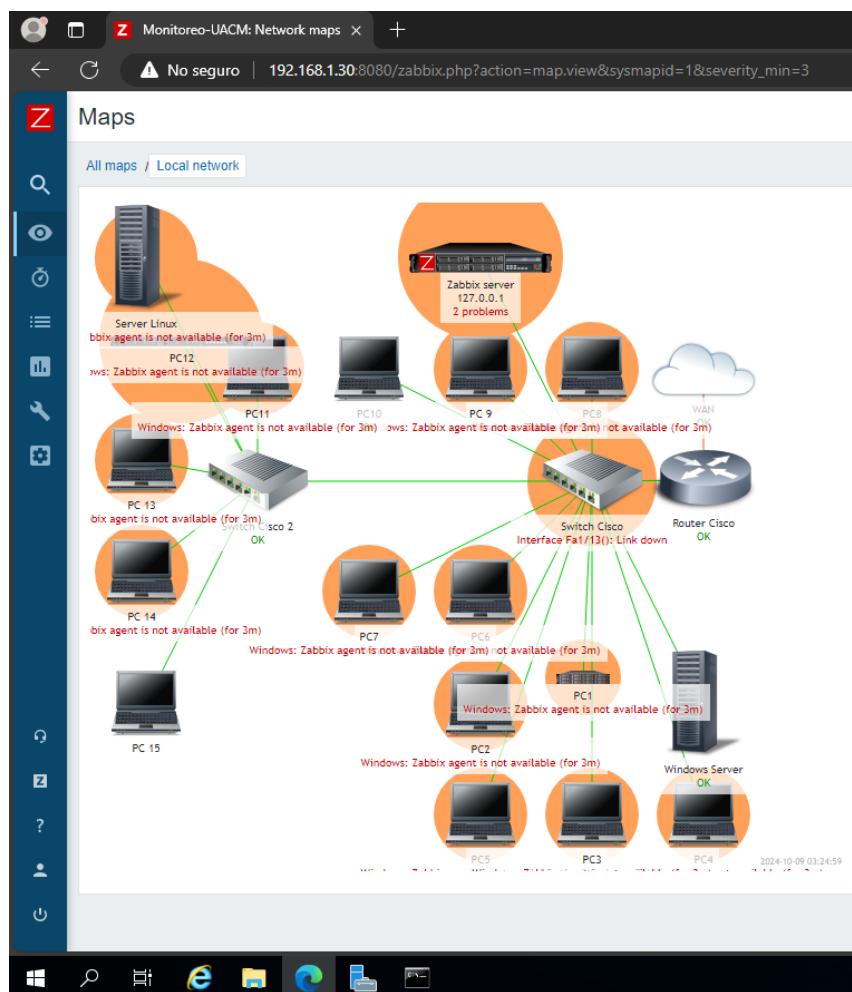 Monitoreo-UACM: Network maps
No seguro
192.168.1.30:8080/zabbix.php?action=map.view&sysmapid=1&severity_min=3
Z
Maps
All maps / Local network
Z
Zabbix server
127.0.0.1
2 problems
Server Linux
bbix agent is not available (for 3m)
PC12
ws: Zabbix agent is not available (for 3m)
PC11
PC10
PC 9
PC8
WAN
OK
Windows: Zabbix agent is not available (for 3m)
ows: Zabbix agent is not available (for 3m)
not available (for 3m)
PC 13
bix agent is not available (for 3m)
Switch Cisco 2
OK
Switch Cisco
Interface Fa1/13(): Link down
Router Cisco
OK
PC 14
bix agent is not available (for 3m)
PC7
PC6
Windows: Zabbix agent is not available (for 3m)
not available (for 3m)
PC1
Windows: Zabbix agent is not available (for 3m)
PC 15
PC2
Windows: Zabbix agent is not available (for 3m)
Windows Server
OK
PC5
PC3
PC4
2024-10-09 03:24:59
Z
?